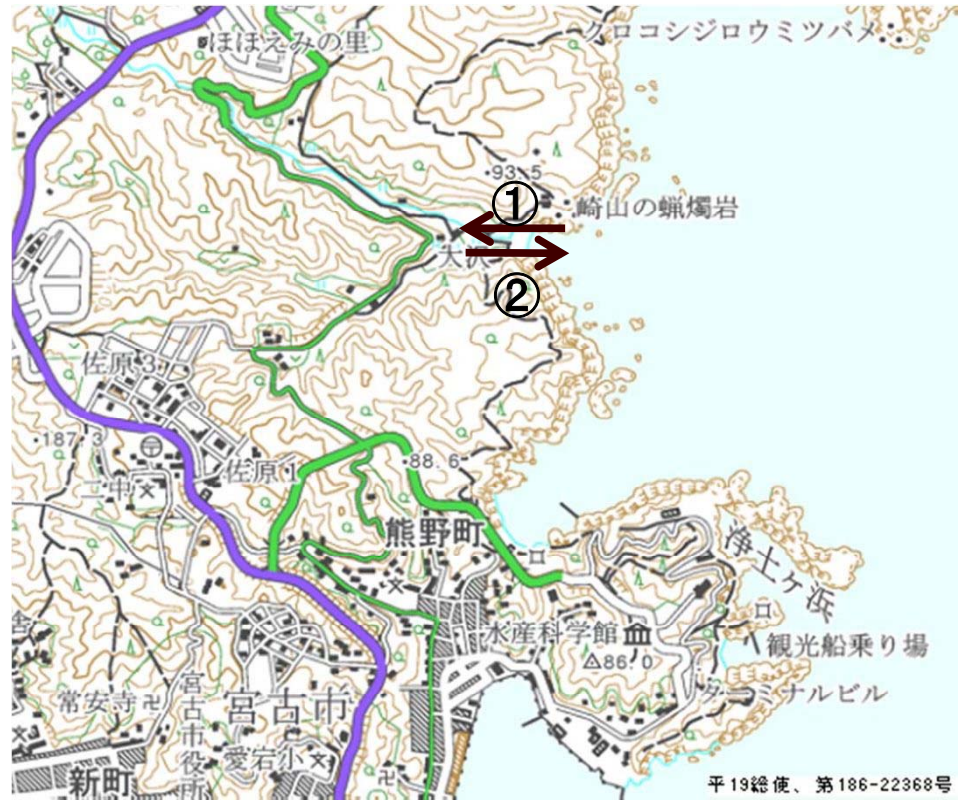 ほほえみの里
クロコシジロウミツバメ
・93.5
①
崎山の蝋燭岩
大沢
②
佐原3
・187.3
二中
佐原1
・88.6
熊野町
浄土ヶ浜
水産科学館
△86.0
観光船乗り場
ターミナルビル
舎
常安寺
宮古市役所
宮古市
愛宕小
新町
平19総使、第186-22368号